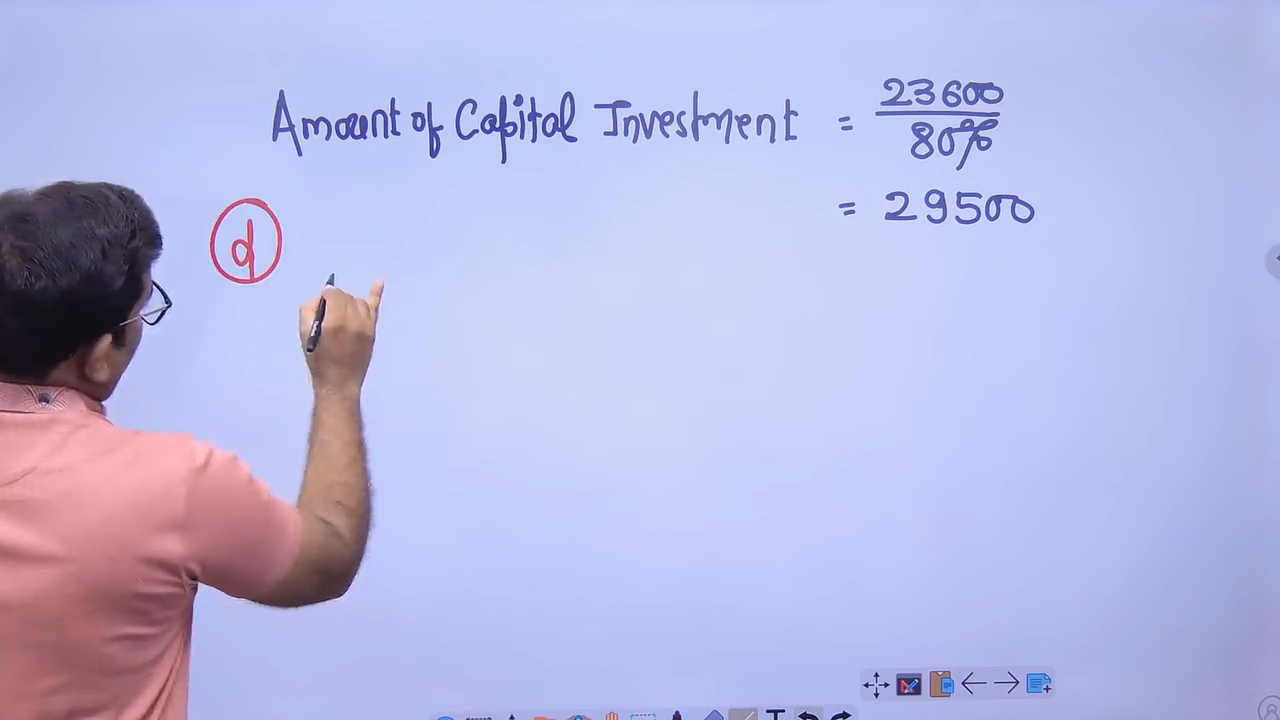 Amount of Capital Investment = 23600
80%
= 29500
d